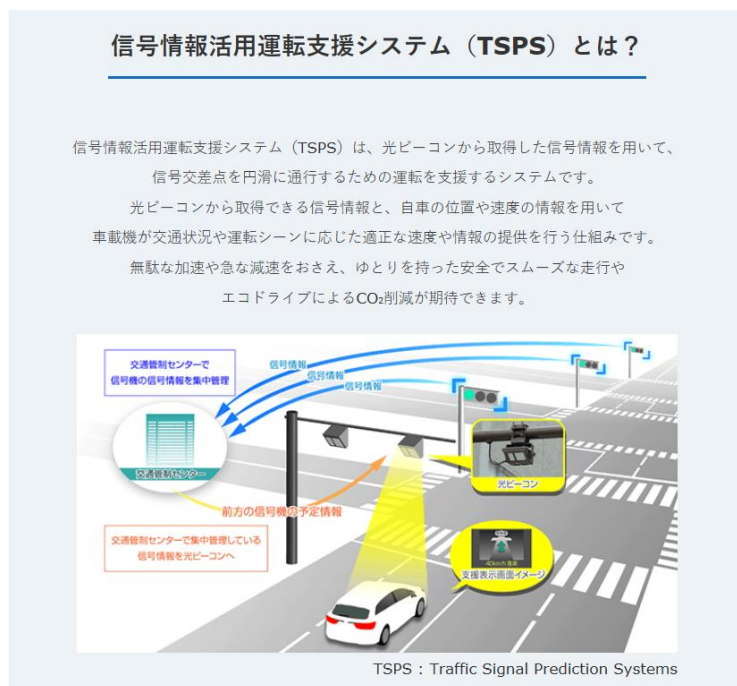 信号情報活用運転支援システム（TSPS）とは？
信号情報活用運転支援システム（TSPS）は、光ビーコンから取得した信号情報を用いて、
信号交差点を円滑に通行するための運転を支援するシステムです。
光ビーコンから取得できる信号情報と、自車の位置や速度の情報を用いて
車載機が交通状況や運転シーンに応じた適正な速度や情報の提供を行う仕組みです。
無駄な加速や急な減速をおさえ、ゆとりを持った安全でスムーズな走行や
エコドライブによるCO₂削減が期待できます。
交通管制センターで
信号機の信号情報を集中管理
信号情報
信号情報
信号情報
交通管制センター
光ビーコン
前方の信号機の予定情報
交通管制センターで集中管理している
信号情報を光ビーコンへ
支援表示画面イメージ
TSPS：Traffic Signal Prediction Systems